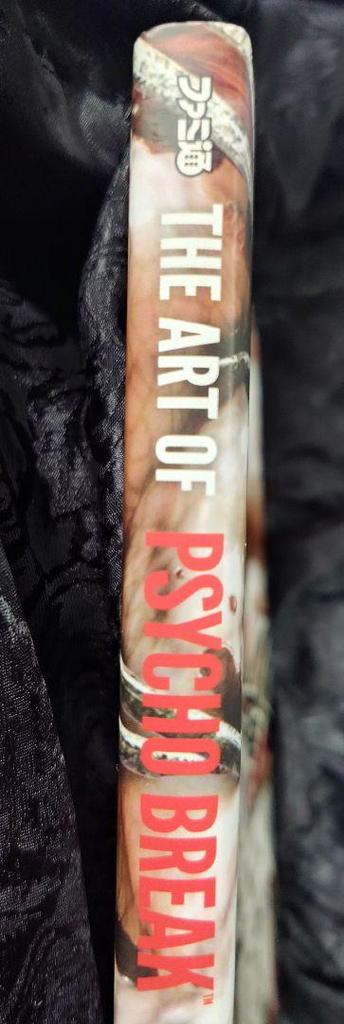 ファミ通
THE ART OF PSYCHO BREAK™